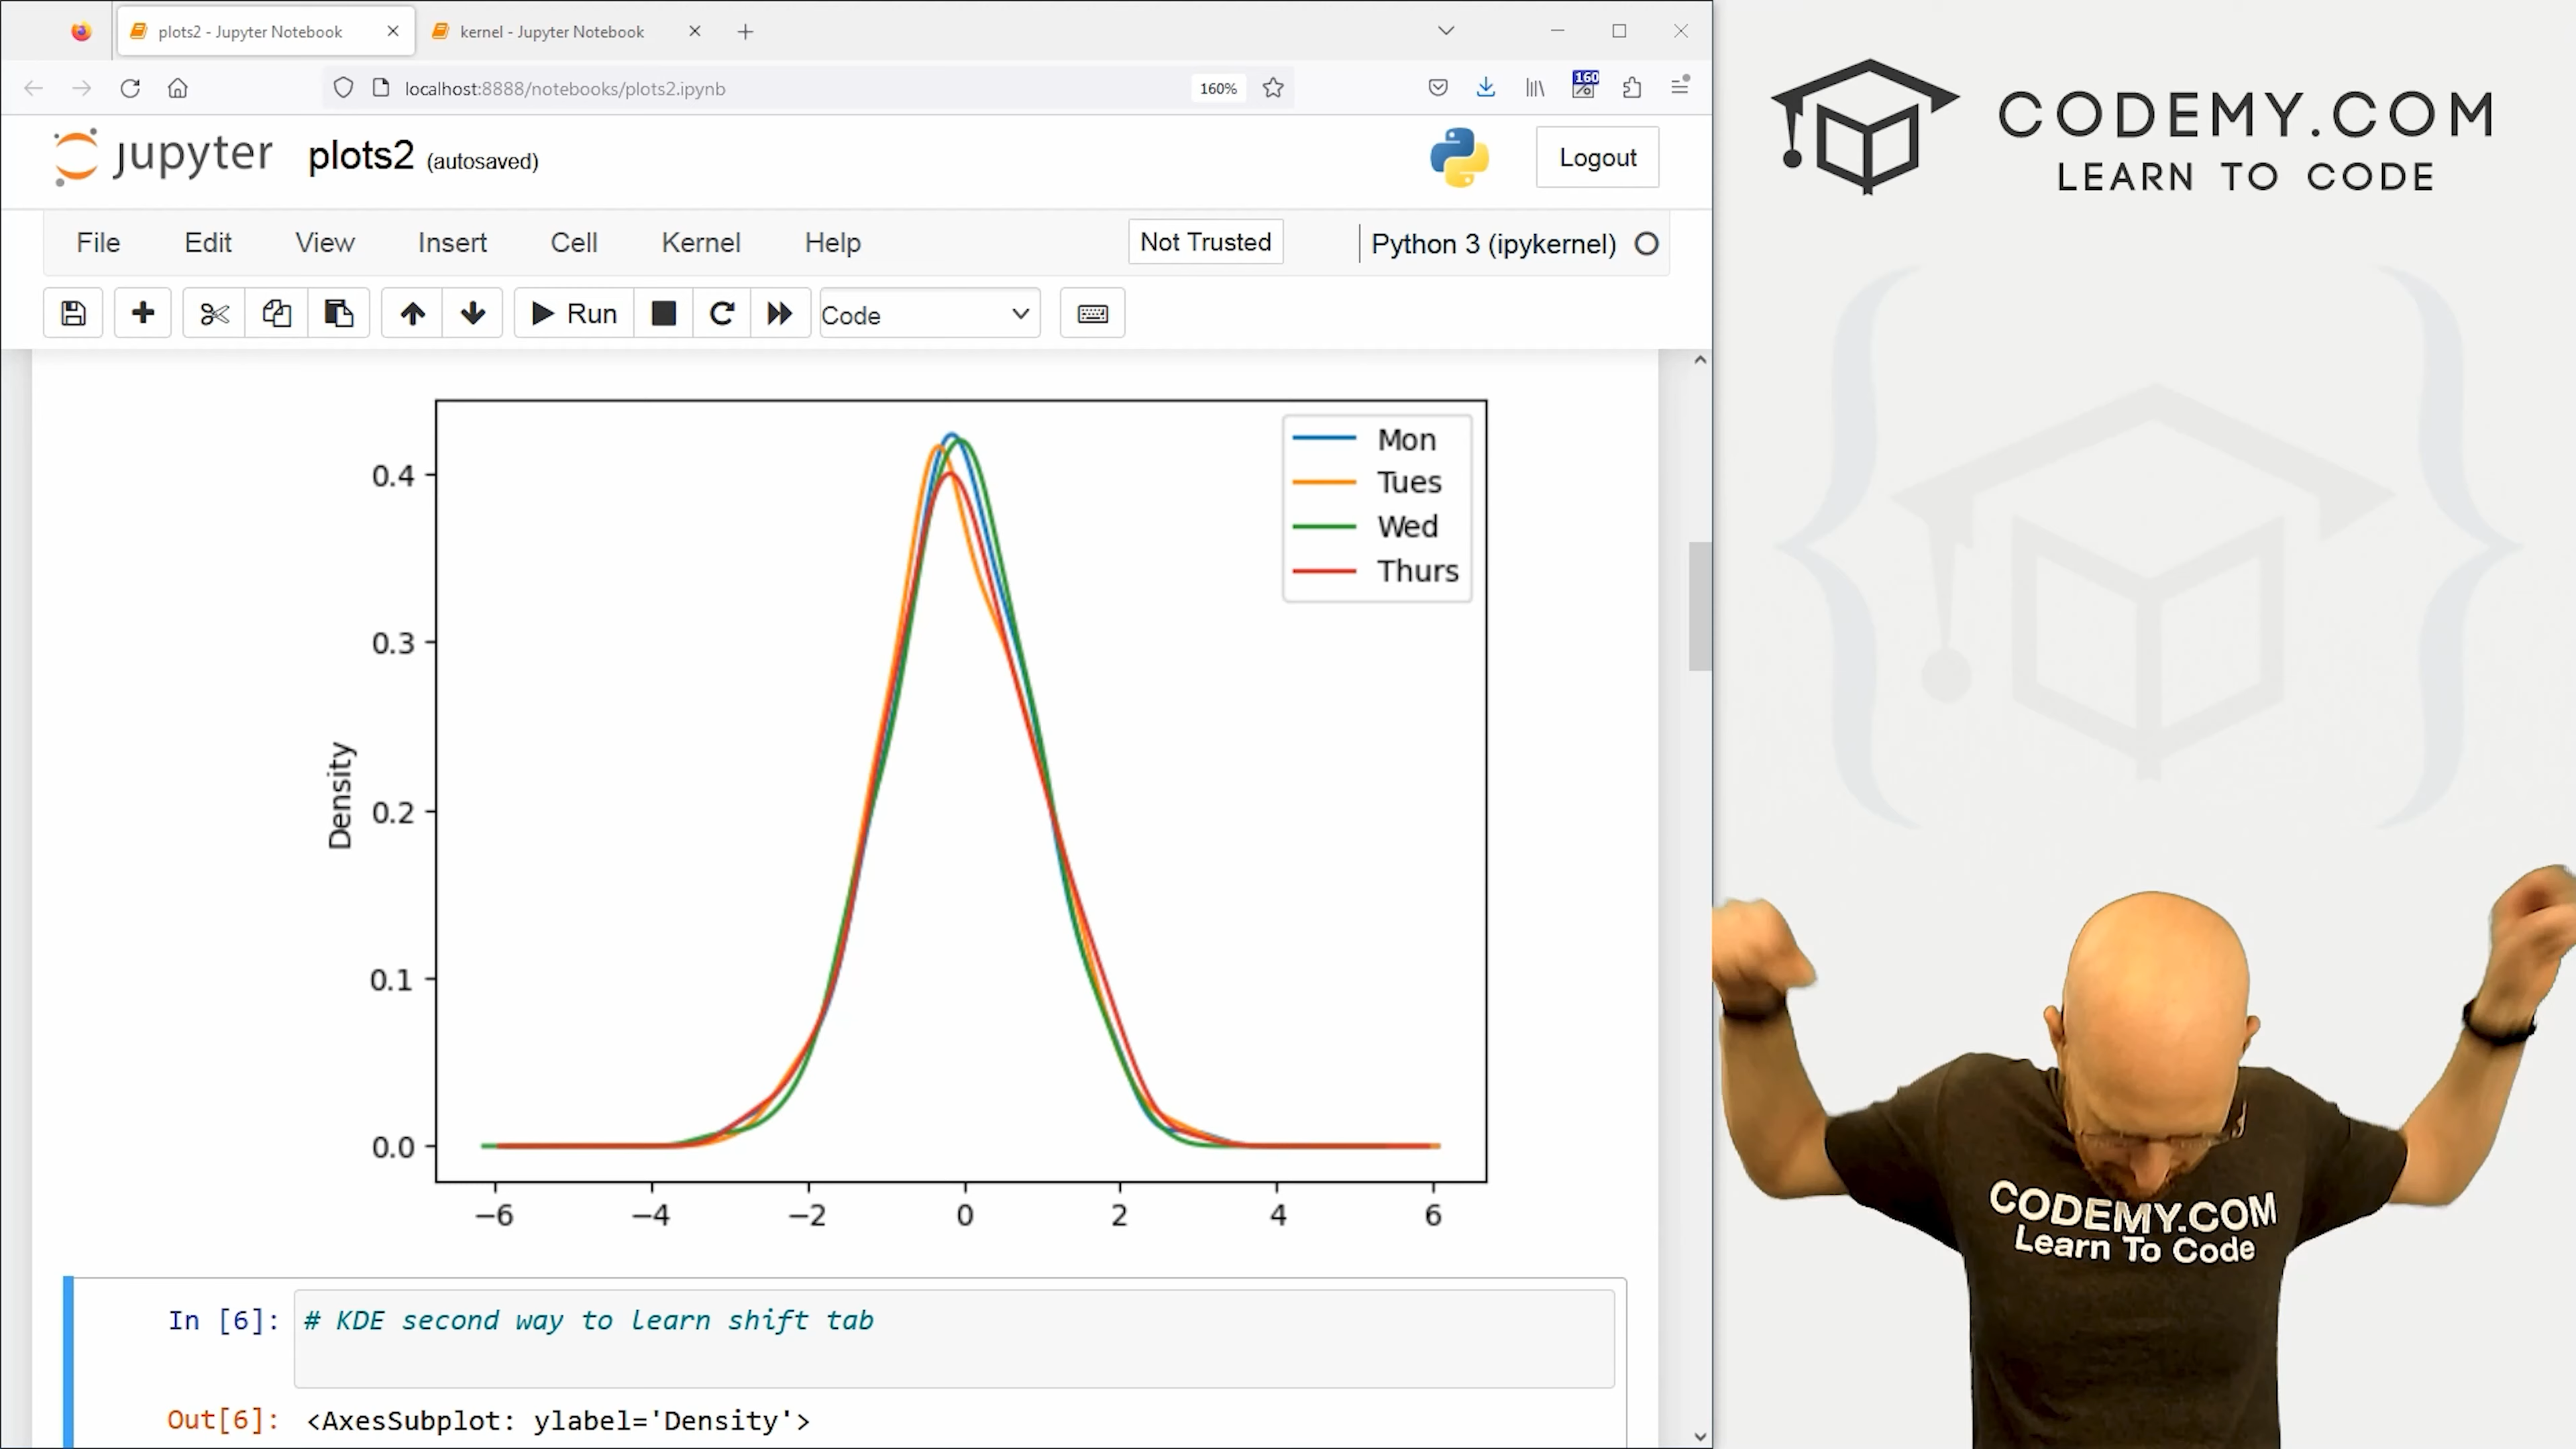 plots2 - Jupyter Notebook
kernel - Jupyter Notebook
localhost:8888/notebooks/plots2.ipynb
160%
160
jupyter plots2 (autosaved)
Logout
File Edit View Insert Cell Kernel Help
Not Trusted
Python 3 (ipykernel)
Run
Code
Mon
Tues
Wed
Thurs
Density
0.4
0.3
0.2
0.1
0.0
−6 −4 −2 0 2 4 6
In [6]: # KDE second way to learn shift tab
Out[6]: <AxesSubplot: ylabel='Density'>
CODEMY.COM
LEARN TO CODE
CODEMY.COM
Learn To Code